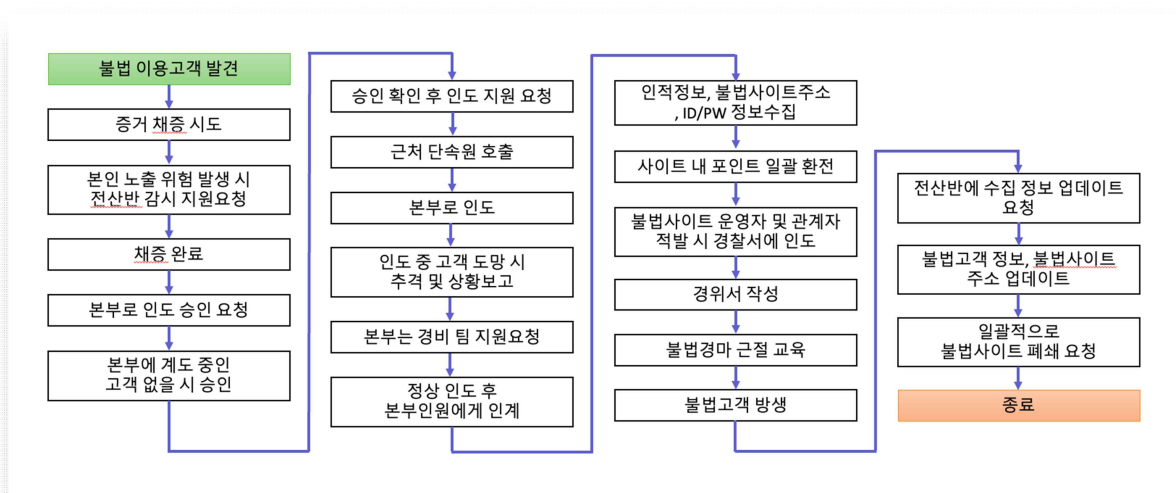 불법 이용고객 발견
증거 채증 시도
본인 노출 위험 발생 시
전산반 감시 지원요청
채증 완료
본부로 인도 승인 요청
본부에 계도 중인
고객 없을 시 승인
승인 확인 후 인도 지원 요청
근처 단속원 호출
본부로 인도
인도 중 고객 도망 시
추격 및 상황보고
본부는 경비 팀 지원요청
정상 인도 후
본부인원에게 인계
인적정보, 불법사이트주소
, ID/PW 정보수집
사이트 내 포인트 일괄 환전
불법사이트 운영자 및 관계자
적발 시 경찰서에 인도
경위서 작성
불법경마 근절 교육
불법고객 방생
전산반에 수집 정보 업데이트
요청
불법고객 정보, 불법사이트
주소 업데이트
일괄적으로
불법사이트 폐쇄 요청
종료